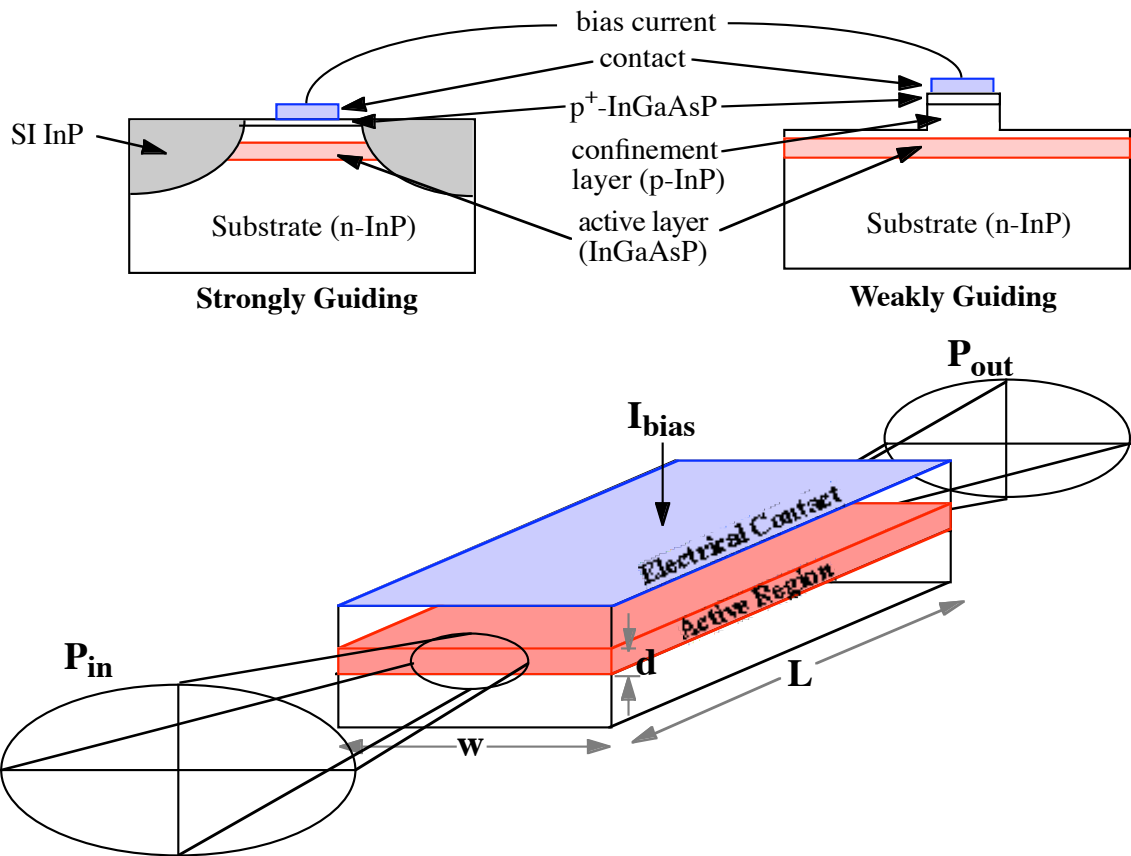 bias current
contact
p+-InGaAsP
SI InP
confinement
layer (p-InP)
active layer
(InGaAsP)
Substrate (n-InP)
Substrate (n-InP)
Strongly Guiding
Weakly Guiding
Pout
Ibias
Electrical Contact
Active Region
Pin
d
L
w